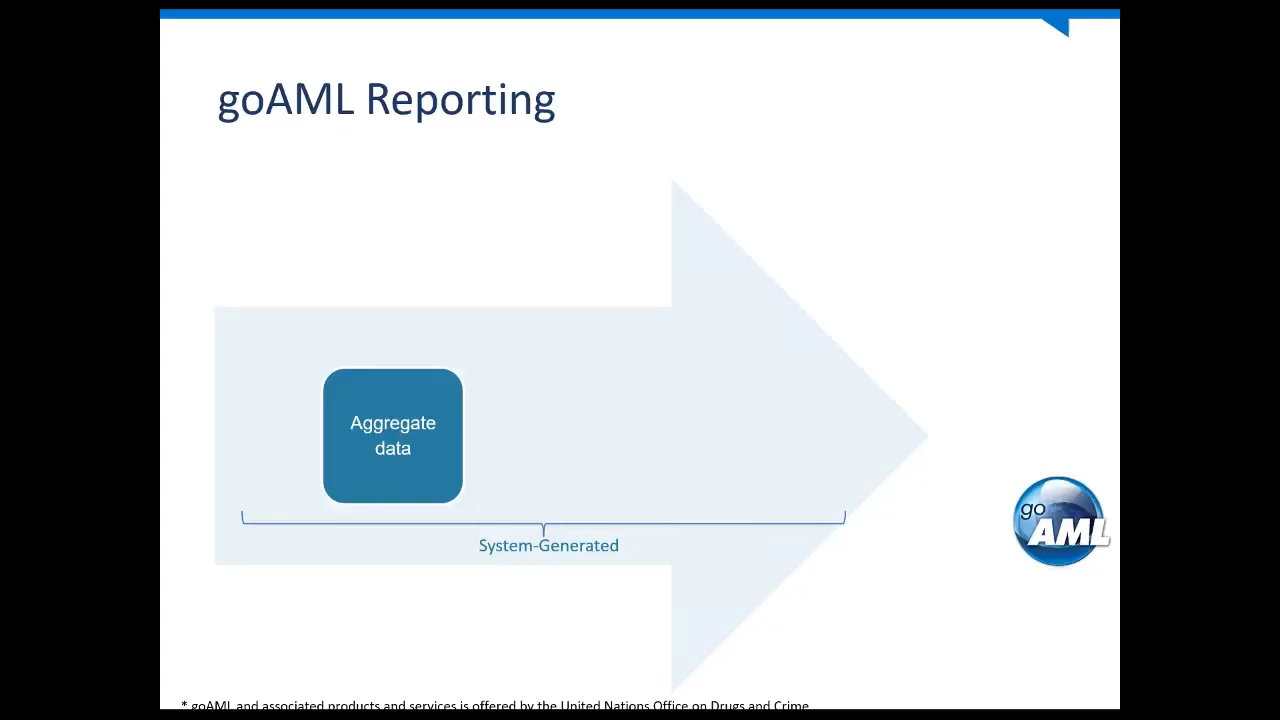 goAML Reporting
Aggregate
data
System-Generated
go
AML
* goAML and associated products and services is offered by the United Nations Office on Drugs and Crime